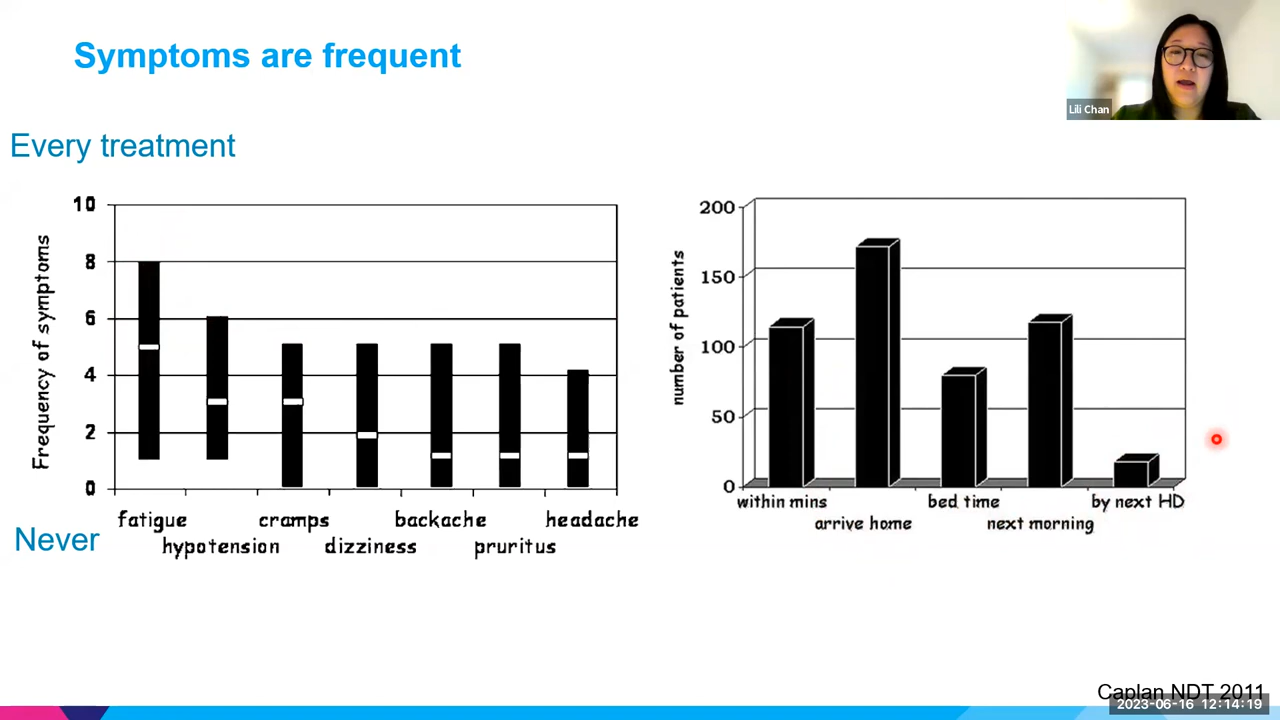 Symptoms are frequent
Lili Chan
Every treatment
Frequency of symptoms
10
8
6
4
2
0
fatigue
hypotension
cramps
dizziness
backache
pruritus
headache
Never
number of patients
200
150
100
50
0
within mins
arrive home
bed time
next morning
by next HD
Caplan NDT 2011
2023-06-16 12:14:19